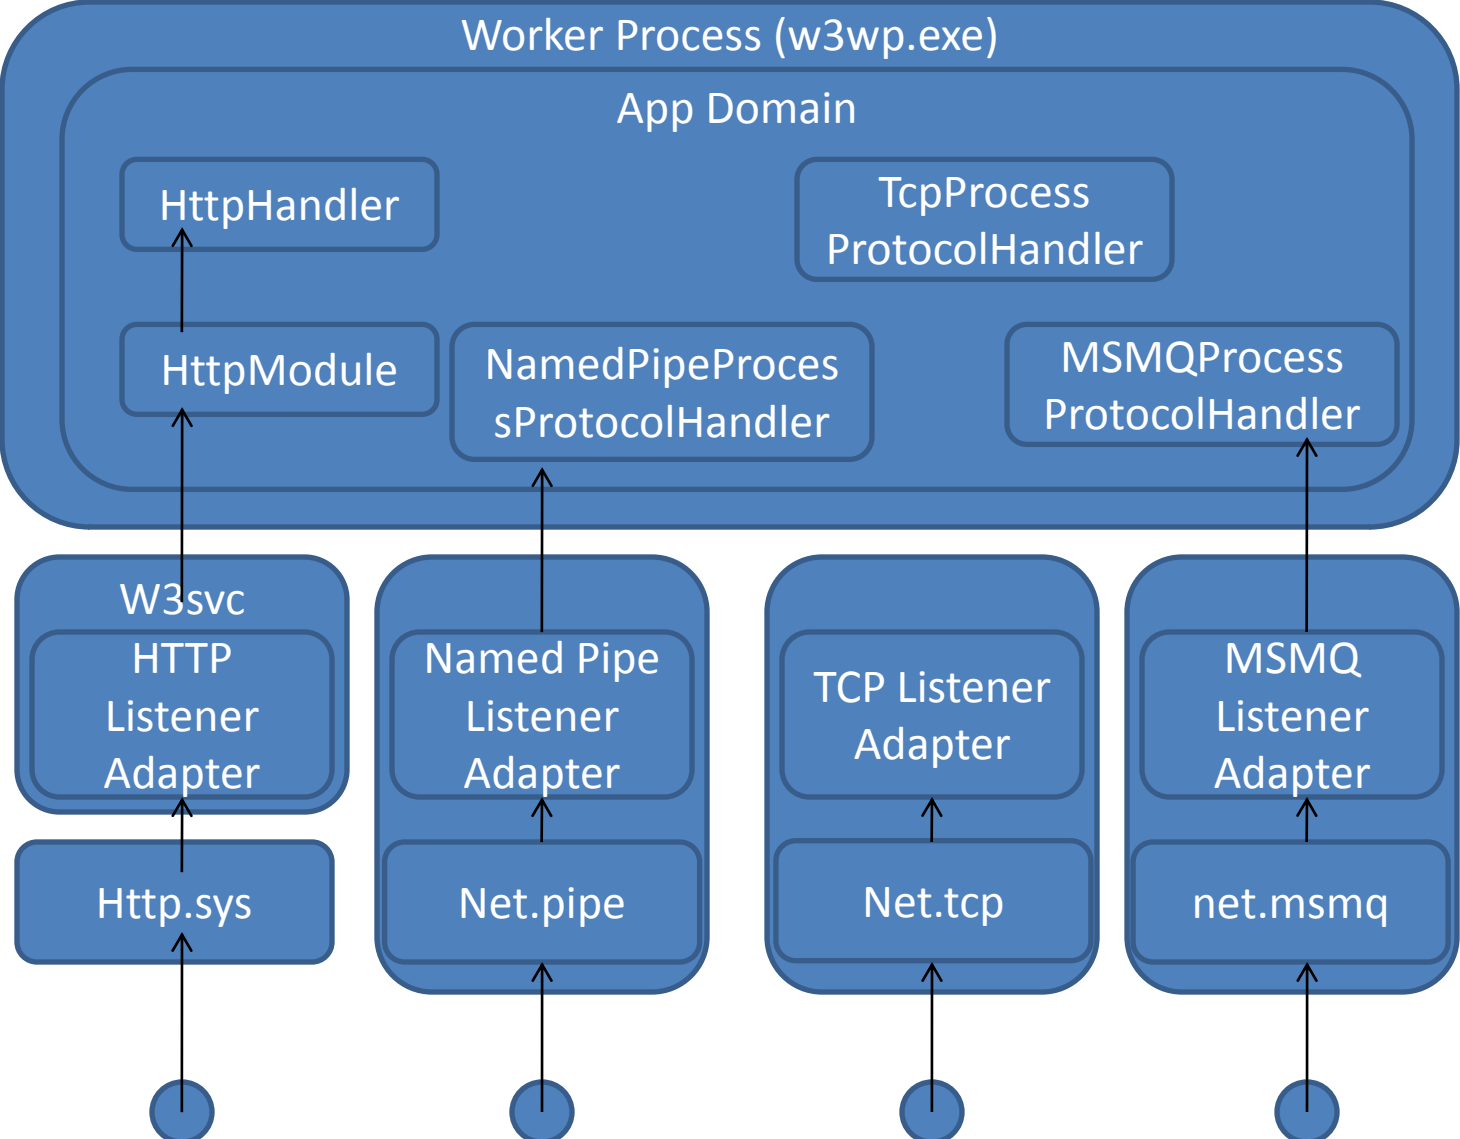 Worker Process (w3wp.exe)
App Domain
HttpHandler
TcpProcess
ProtocolHandler
HttpModule
NamedPipeProces
sProtocolHandler
MSMQProcess
ProtocolHandler
W3svc
HTTP
Listener
Adapter
Named Pipe
Listener
Adapter
TCP Listener
Adapter
MSMQ
Listener
Adapter
Http.sys
Net.pipe
Net.tcp
net.msmq